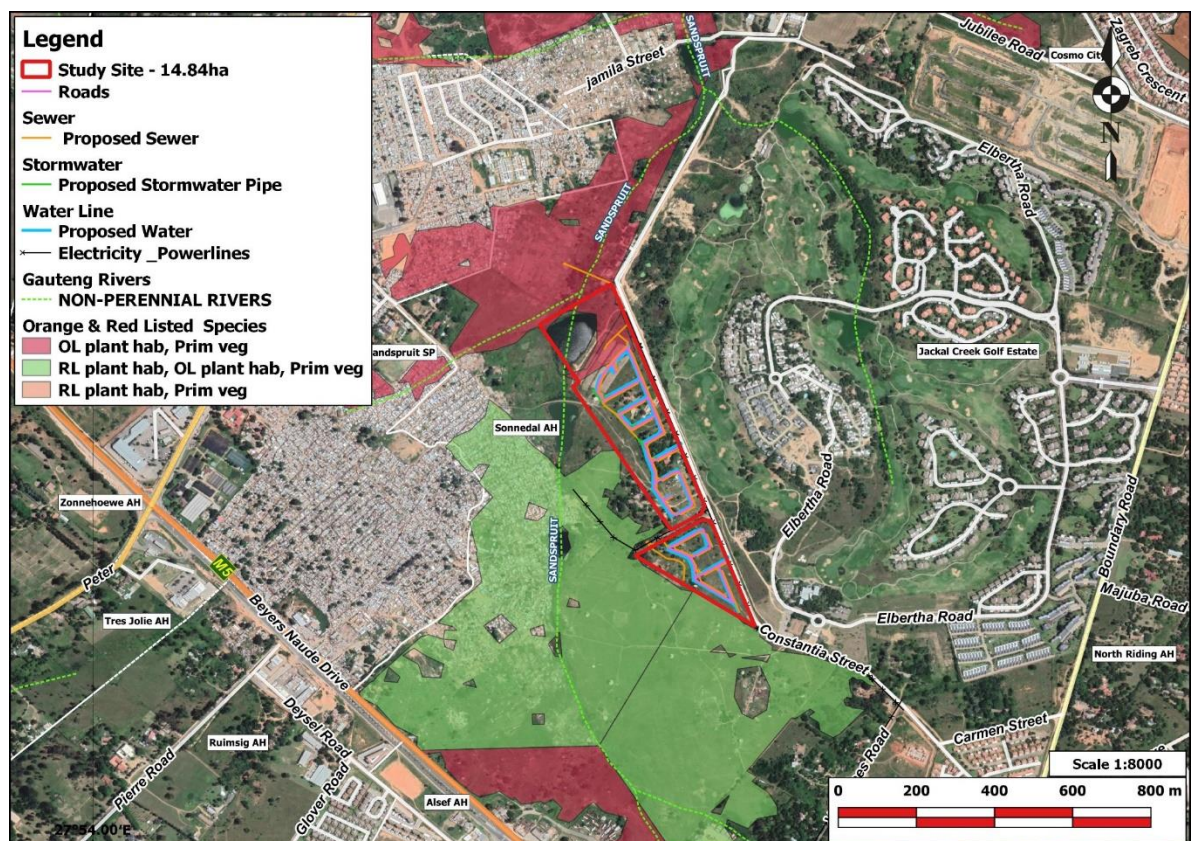 Legend
Study Site - 14.84ha
Roads
Sewer
Proposed Sewer
Stormwater
Proposed Stormwater Pipe
Water Line
Proposed Water
Electricity _Powerlines
Gauteng Rivers
NON-PERENNIAL RIVERS
Orange & Red Listed Species
OL plant hab, Prim veg
RL plant hab, OL plant hab, Prim veg
RL plant hab, Prim veg
SANDSPRUIT
jamila Street
Jubilee Road
Cosmo City
Zagreb Crescent
N
Elbertha Road
SANDSPRUIT
Jackal Creek Golf Estate
Sonnedal AH
Zonnehoewe AH
SANDSPRUIT
Elbertha Road
Boundary Road
Peter
M5
Majuba Road
Tres Jolie AH
Beyers Naude Drive
Elbertha Road
Constantia Street
North Riding AH
Deysel Road
Ruimsig AH
Pierre Road
Glover Road
Carmen Street
Alsef AH
27°54.00'E
Scale 1:8000
0 200 400 600 800 m